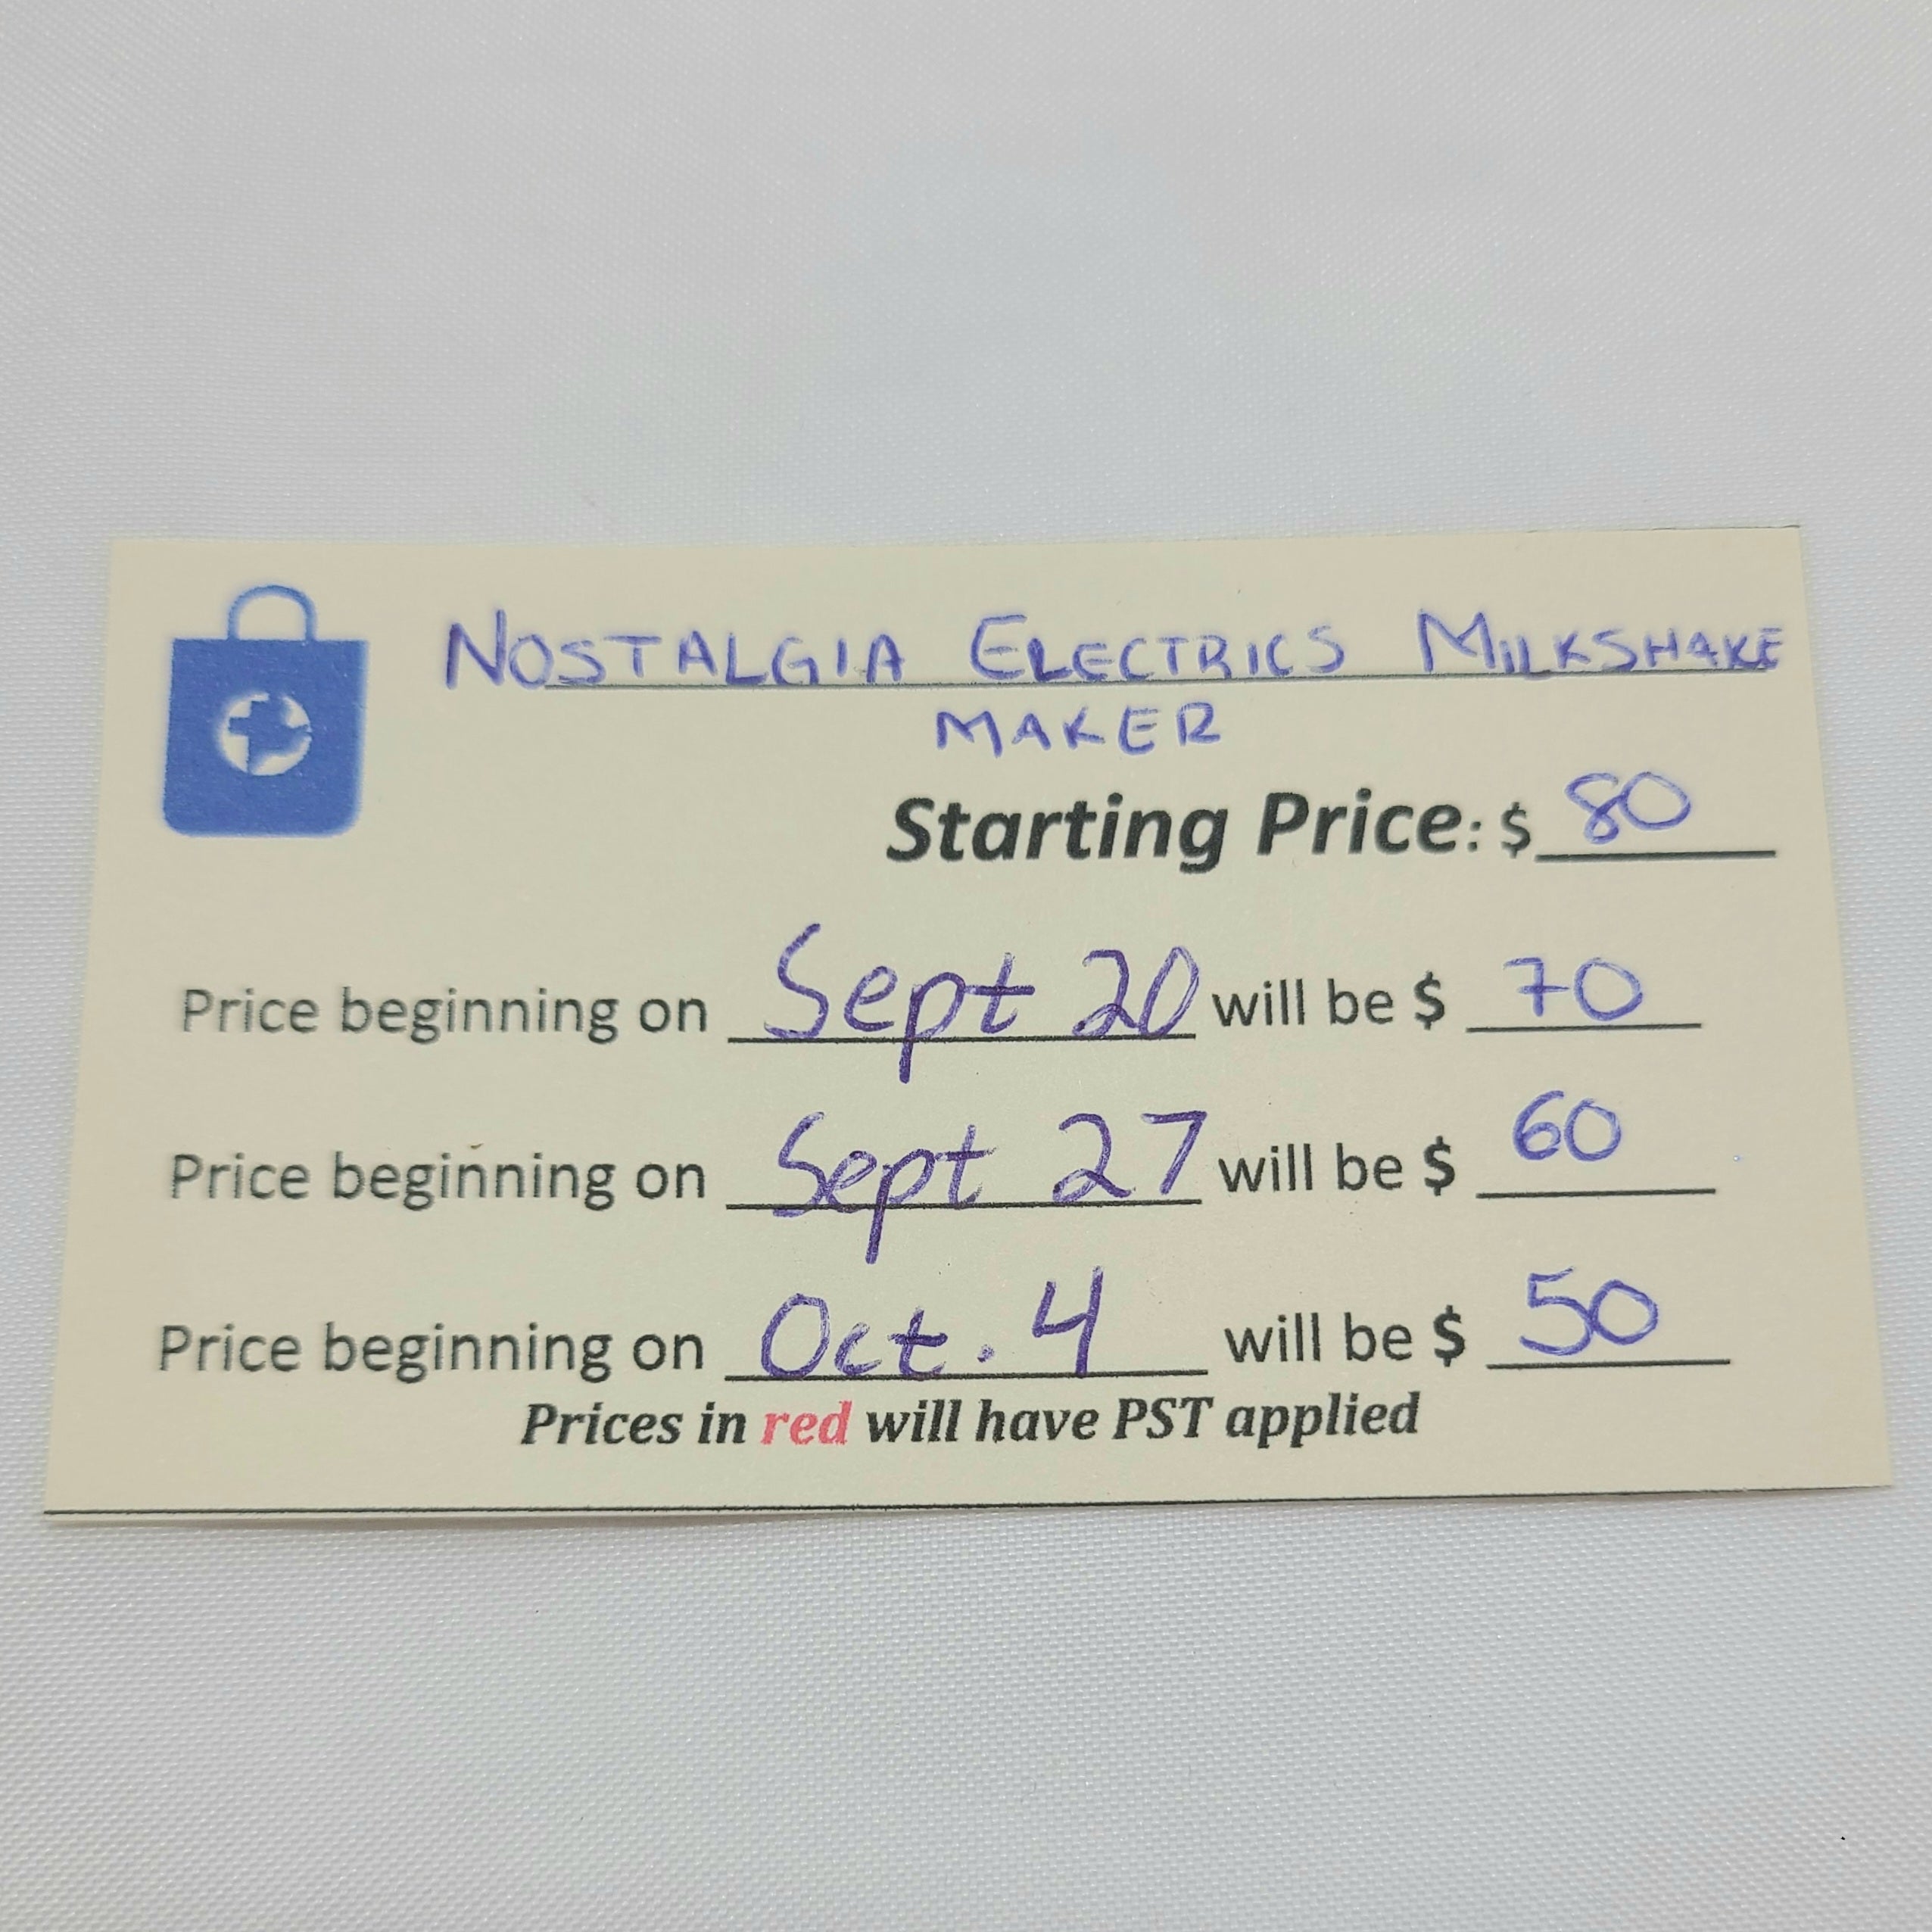 NOSTALGIA ELECTRICS MILKSHAKE
MAKER
Starting Price: $ 80
Price beginning on Sept 20 will be $ 70
Price beginning on Sept 27 will be $ 60
Price beginning on Oct. 4 will be $ 50
Prices in red will have PST applied